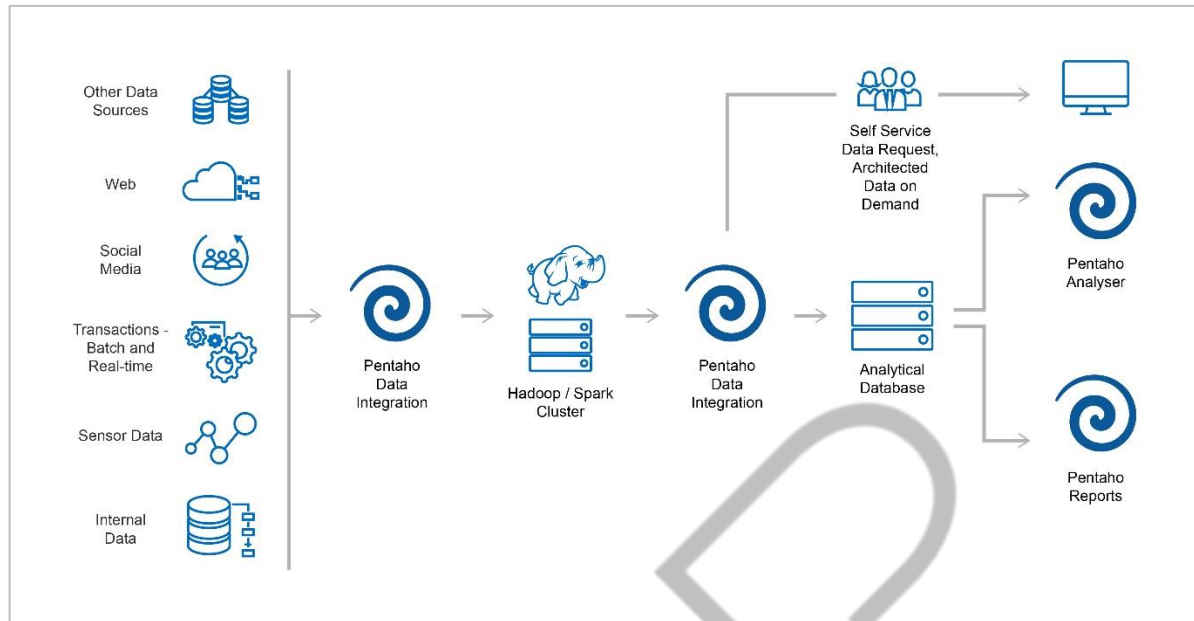 Other Data
Sources
Web
Social
Media
Transactions -
Batch and
Real-time
Sensor Data
Internal
Data
Pentaho
Data
Integration
Hadoop / Spark
Cluster
Pentaho
Data
Integration
Self Service
Data Request,
Architected
Data on
Demand
Analytical
Database
Pentaho
Analyser
Pentaho
Reports